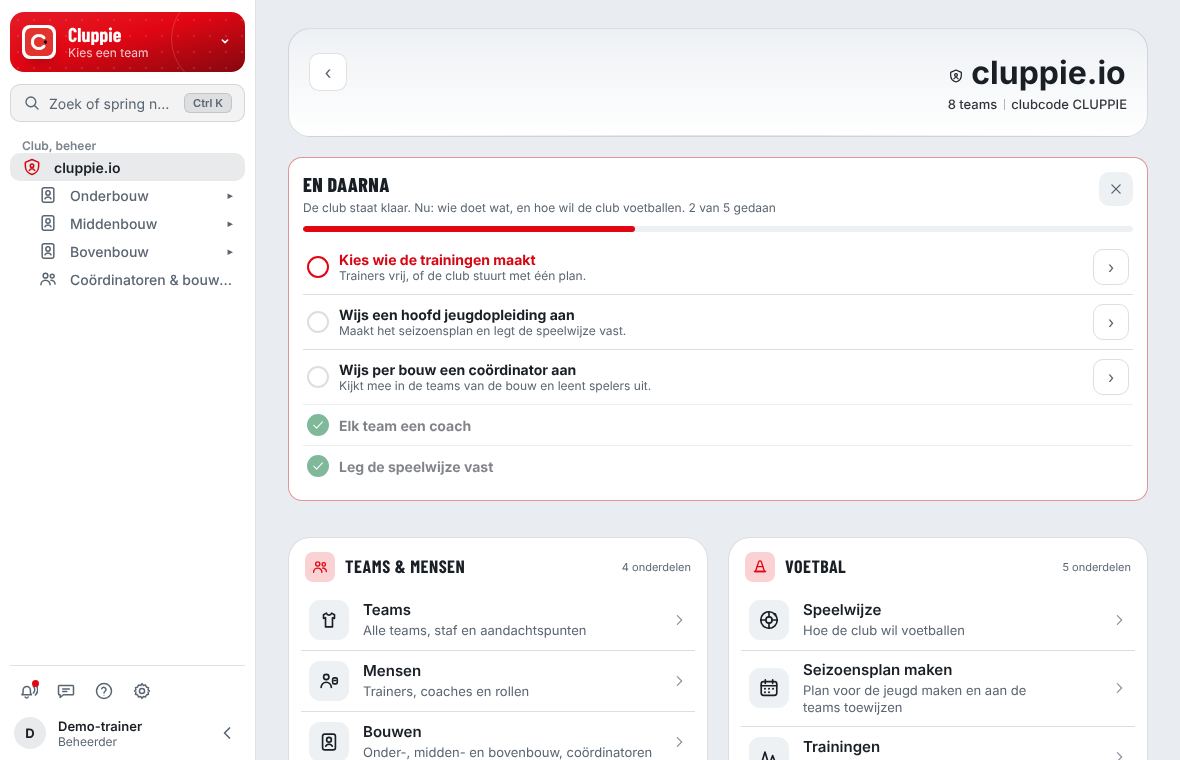 Cluppie
Kies een team
Zoek of spring n...
Ctrl K
Club, beheer
cluppie.io
Onderbouw
Middenbouw
Bovenbouw
Coördinatoren & bouw...
D
Demo-trainer
Beheerder
cluppie.io
8 teams | clubcode CLUPPIE
EN DAARNA
De club staat klaar. Nu: wie doet wat, en hoe wil de club voetballen. 2 van 5 gedaan
Kies wie de trainingen maakt
Trainers vrij, of de club stuurt met één plan.
Wijs een hoofd jeugdopleiding aan
Maakt het seizoensplan en legt de speelwijze vast.
Wijs per bouw een coördinator aan
Kijkt mee in de teams van de bouw en leent spelers uit.
Elk team een coach
Leg de speelwijze vast
TEAMS & MENSEN
4 onderdelen
Teams
Alle teams, staf en aandachtspunten
Mensen
Trainers, coaches en rollen
Bouwen
Onder-, midden- en bovenbouw, coördinatoren
VOETBAL
5 onderdelen
Speelwijze
Hoe de club wil voetballen
Seizoensplan maken
Plan voor de jeugd maken en aan de
teams toewijzen
Trainingen